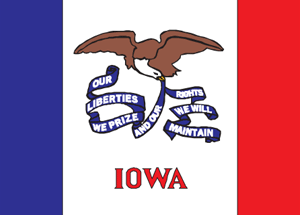 OUR
LIBERTIES
WE PRIZE
AND OUR
RIGHTS
WE WILL
MAINTAIN
IOWA